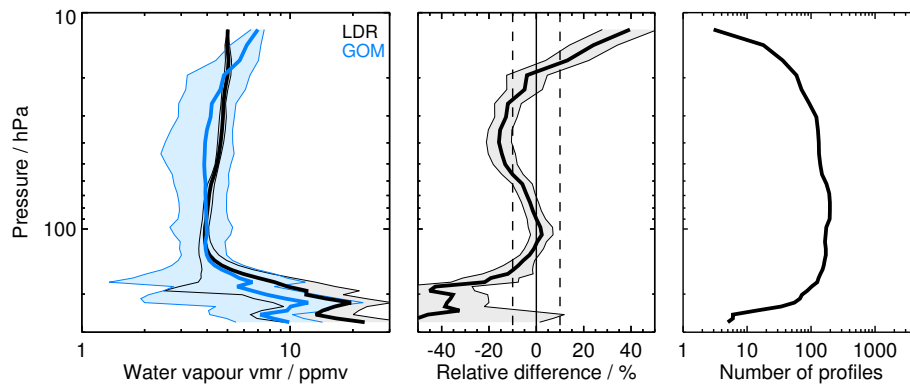 10
100
Pressure / hPa
LDR
GOM
1
10
Water vapour vmr / ppmv
-40
-20
0
20
40
Relative difference / %
1
10
100
1000
Number of profiles